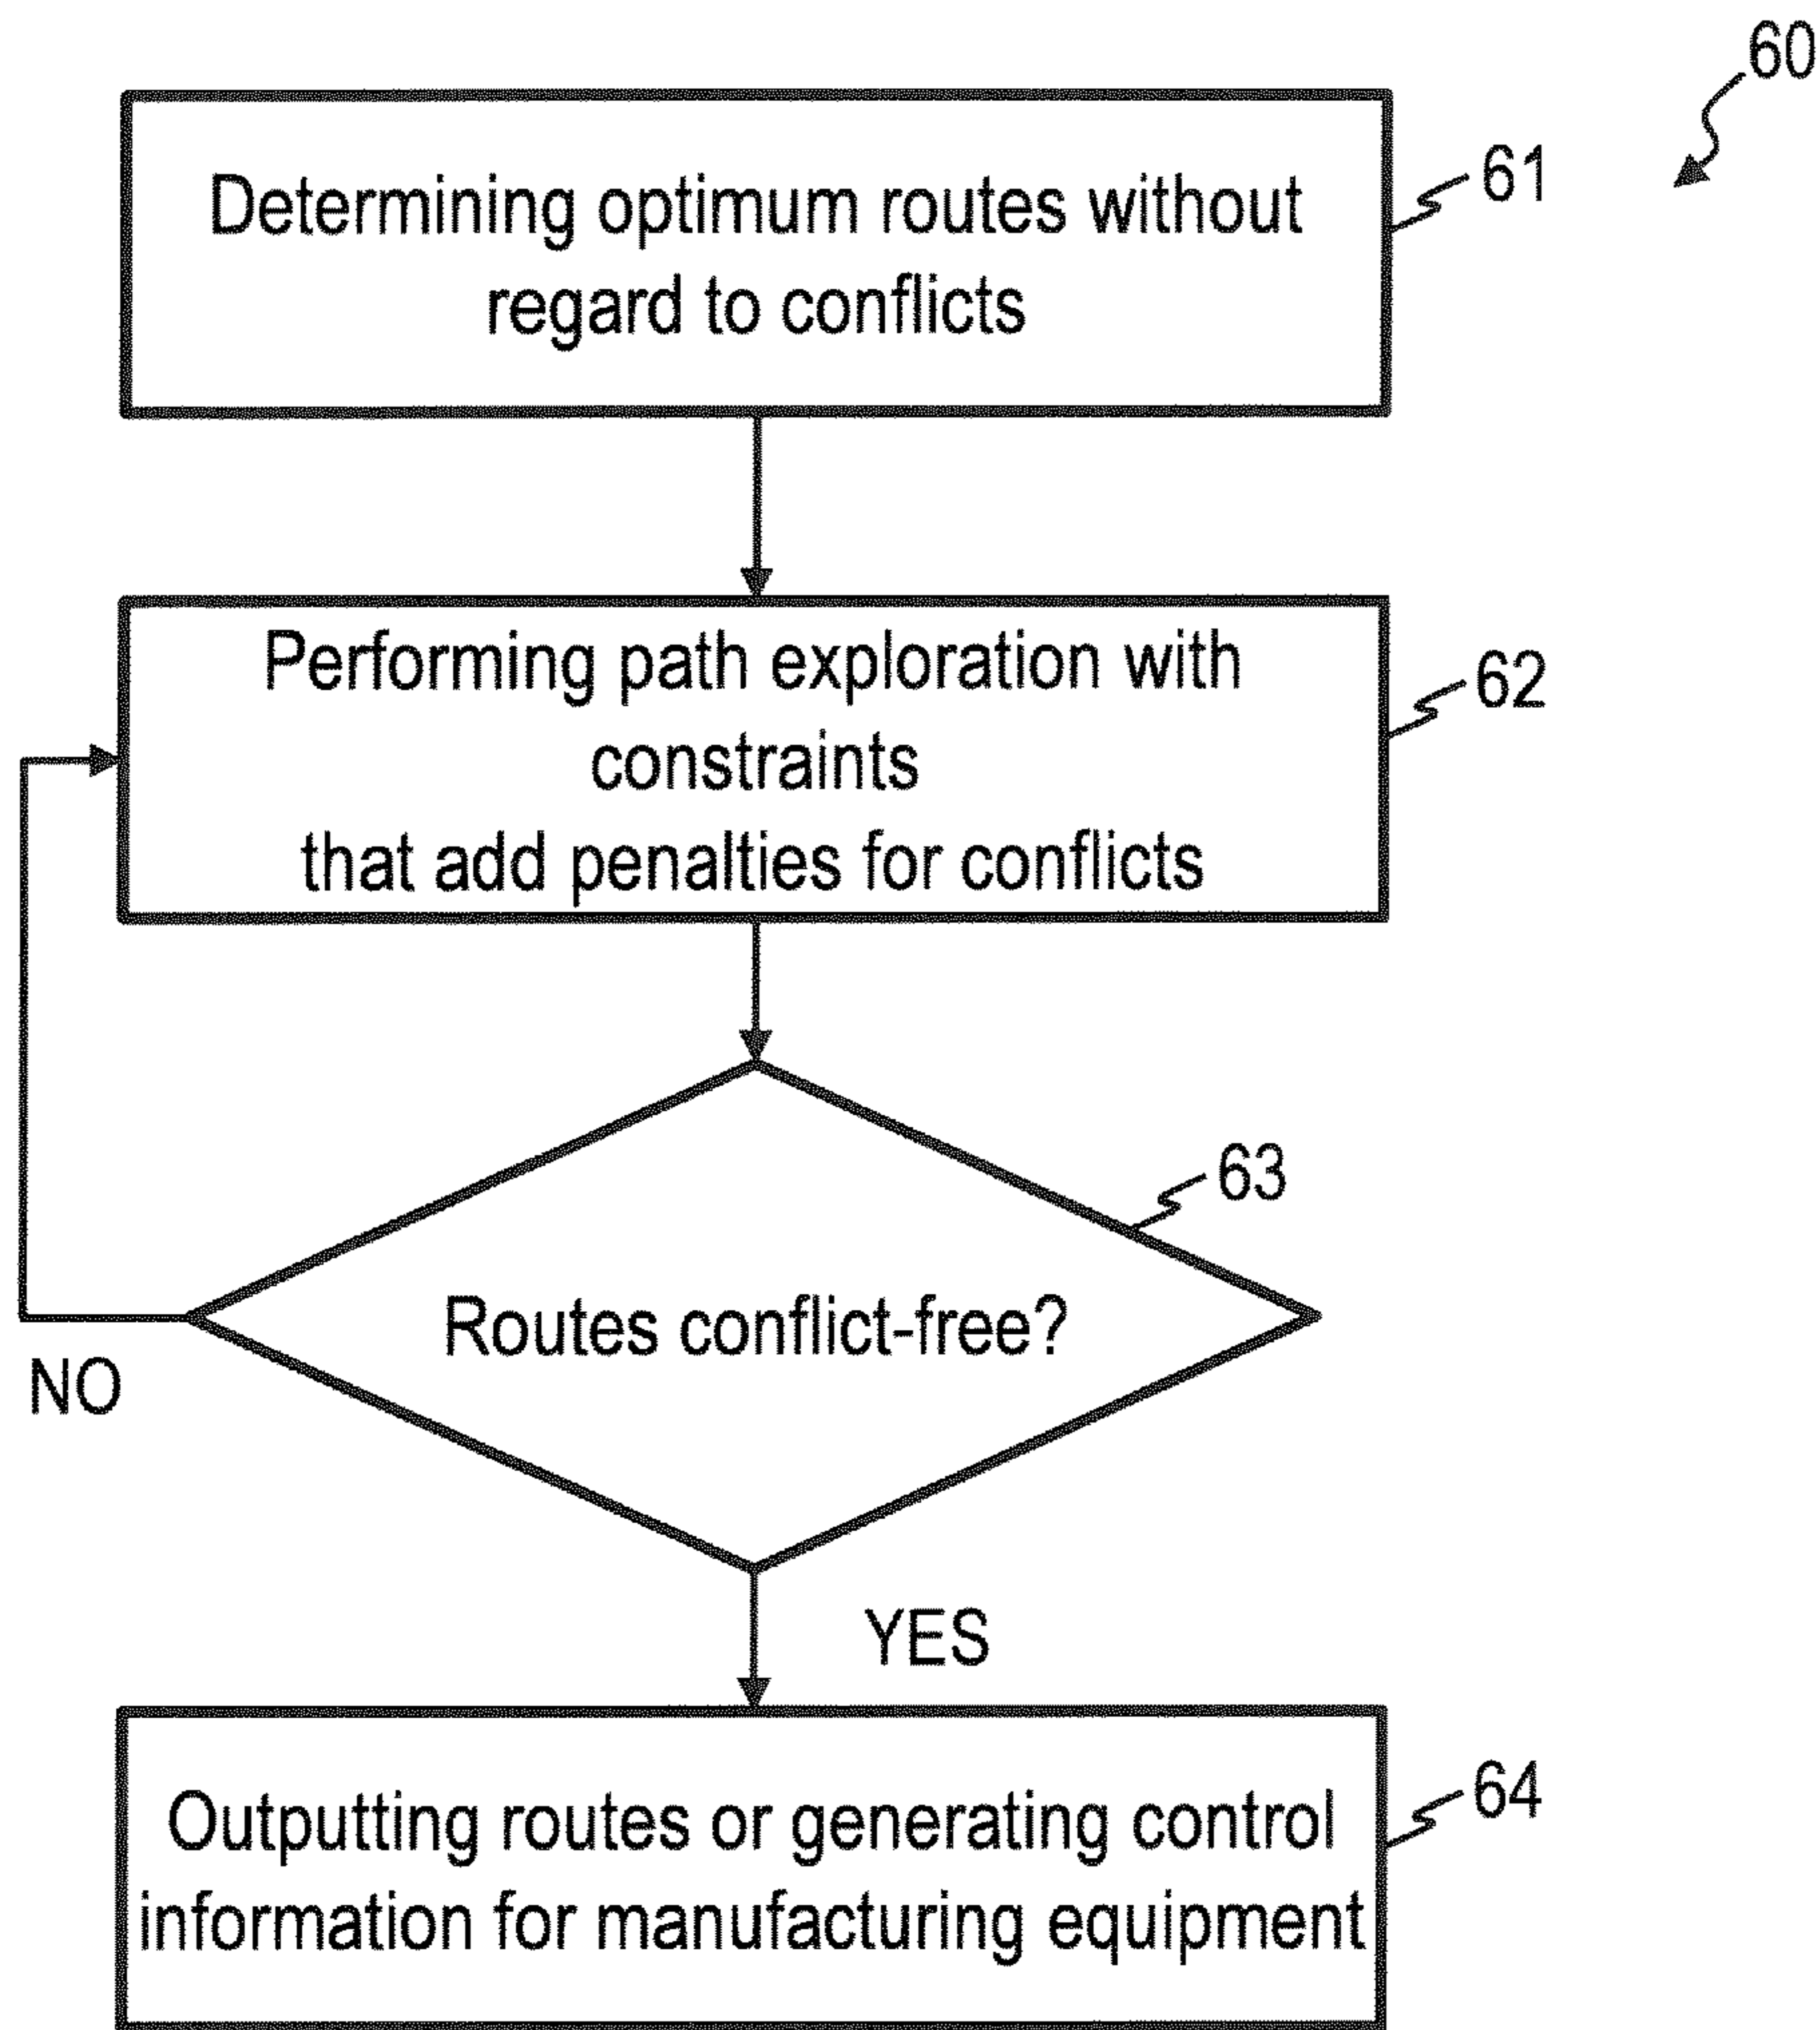 60
Determining optimum routes without
regard to conflicts
61
Performing path exploration with
constraints
that add penalties for conflicts
62
63
Routes conflict-free?
NO
YES
Outputting routes or generating control
information for manufacturing equipment
64